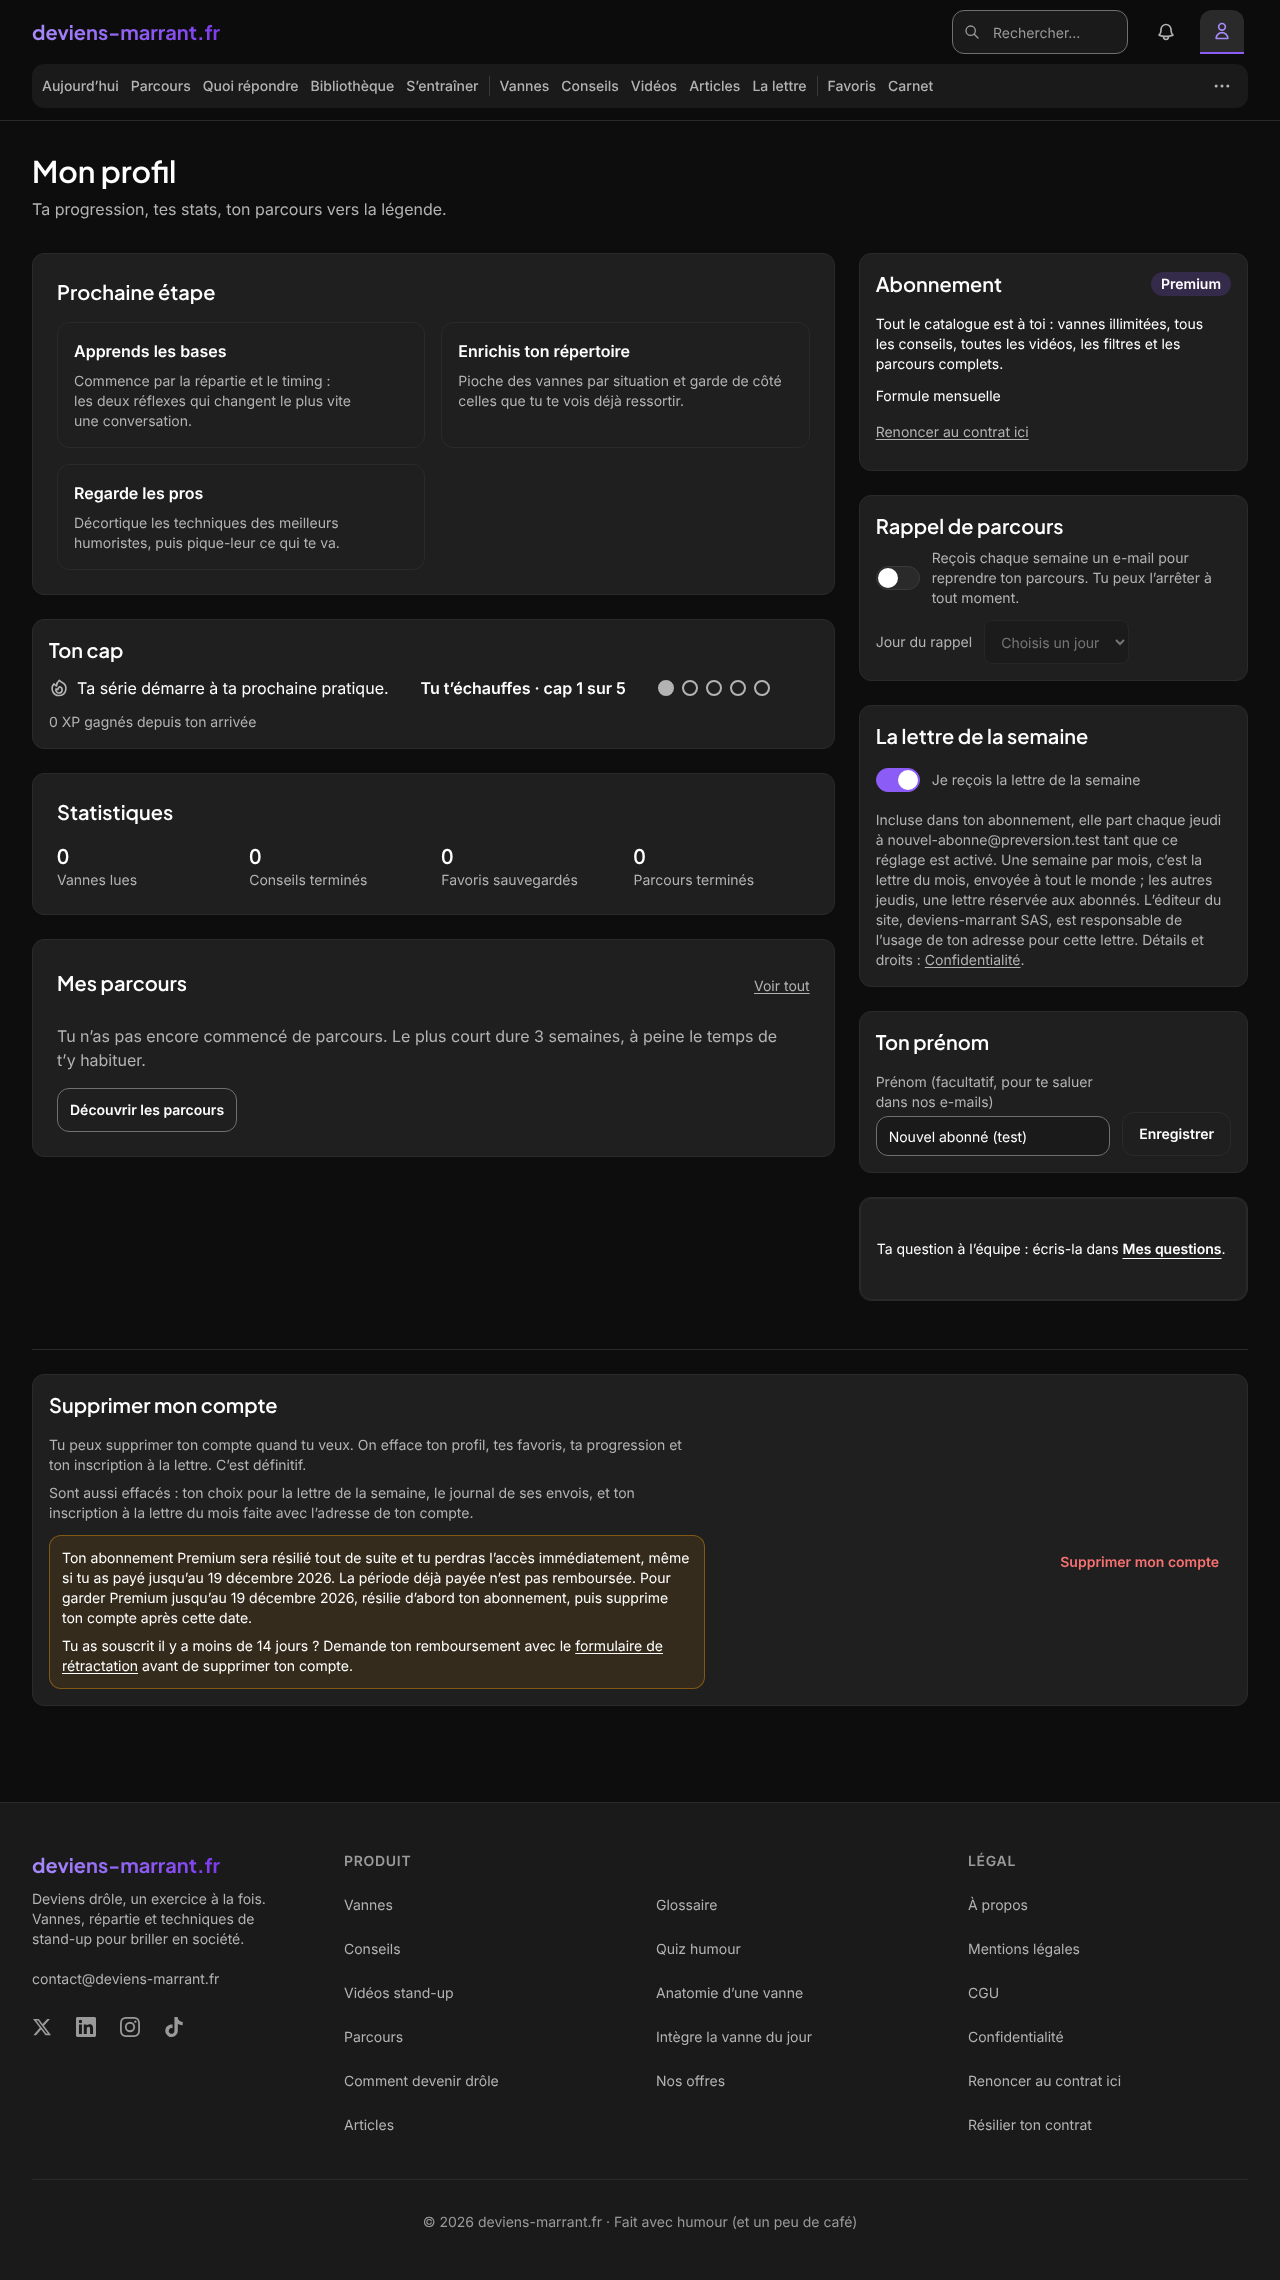 deviens-marrant.fr
Rechercher...
Aujourd’hui Parcours Quoi répondre Bibliothèque S’entraîner Vannes Conseils Vidéos Articles La lettre Favoris Carnet
Mon profil
Ta progression, tes stats, ton parcours vers la légende.
Prochaine étape
Apprends les bases
Commence par la répartie et le timing :
les deux réflexes qui changent le plus vite
une conversation.
Enrichis ton répertoire
Pioche des vannes par situation et garde de côté
celles que tu te vois déjà ressortir.
Regarde les pros
Décortique les techniques des meilleurs
humoristes, puis pique-leur ce qui te va.
Ton cap
Ta série démarre à ta prochaine pratique.
Tu t’échauffes · cap 1 sur 5
0 XP gagnés depuis ton arrivée
Statistiques
0
Vannes lues
0
Conseils terminés
0
Favoris sauvegardés
0
Parcours terminés
Mes parcours
Voir tout
Tu n’as pas encore commencé de parcours. Le plus court dure 3 semaines, à peine le temps de
t’y habituer.
Découvrir les parcours
Abonnement
Premium
Tout le catalogue est à toi : vannes illimitées, tous
les conseils, toutes les vidéos, les filtres et les
parcours complets.
Formule mensuelle
Renoncer au contrat ici
Rappel de parcours
Reçois chaque semaine un e-mail pour
reprendre ton parcours. Tu peux l’arrêter à
tout moment.
Jour du rappel
Choisis un jour
La lettre de la semaine
Je reçois la lettre de la semaine
Incluse dans ton abonnement, elle part chaque jeudi
à nouvel-abonne@preversion.test tant que ce
réglage est activé. Une semaine par mois, c’est la
lettre du mois, envoyée à tout le monde ; les autres
jeudis, une lettre réservée aux abonnés. L’éditeur du
site, deviens-marrant SAS, est responsable de
l’usage de ton adresse pour cette lettre. Détails et
droits : Confidentialité.
Ton prénom
Prénom (facultatif, pour te saluer
dans nos e-mails)
Nouvel abonné (test)
Enregistrer
Ta question à l’équipe : écris-la dans Mes questions.
Supprimer mon compte
Tu peux supprimer ton compte quand tu veux. On efface ton profil, tes favoris, ta progression et
ton inscription à la lettre. C’est définitif.
Sont aussi effacés : ton choix pour la lettre de la semaine, le journal de ses envois, et ton
inscription à la lettre du mois faite avec l’adresse de ton compte.
Ton abonnement Premium sera résilié tout de suite et tu perdras l’accès immédiatement, même
si tu as payé jusqu’au 19 décembre 2026. La période déjà payée n’est pas remboursée. Pour
garder Premium jusqu’au 19 décembre 2026, résilie d’abord ton abonnement, puis supprime
ton compte après cette date.
Tu as souscrit il y a moins de 14 jours ? Demande ton remboursement avec le formulaire de
rétractation avant de supprimer ton compte.
Supprimer mon compte
deviens-marrant.fr
Deviens drôle, un exercice à la fois.
Vannes, répartie et techniques de
stand-up pour briller en société.
contact@deviens-marrant.fr
PRODUIT
Vannes
Conseils
Vidéos stand-up
Parcours
Comment devenir drôle
Articles
Glossaire
Quiz humour
Anatomie d’une vanne
Intègre la vanne du jour
Nos offres
LÉGAL
À propos
Mentions légales
CGU
Confidentialité
Renoncer au contrat ici
Résilier ton contrat
© 2026 deviens-marrant.fr · Fait avec humour (et un peu de café)